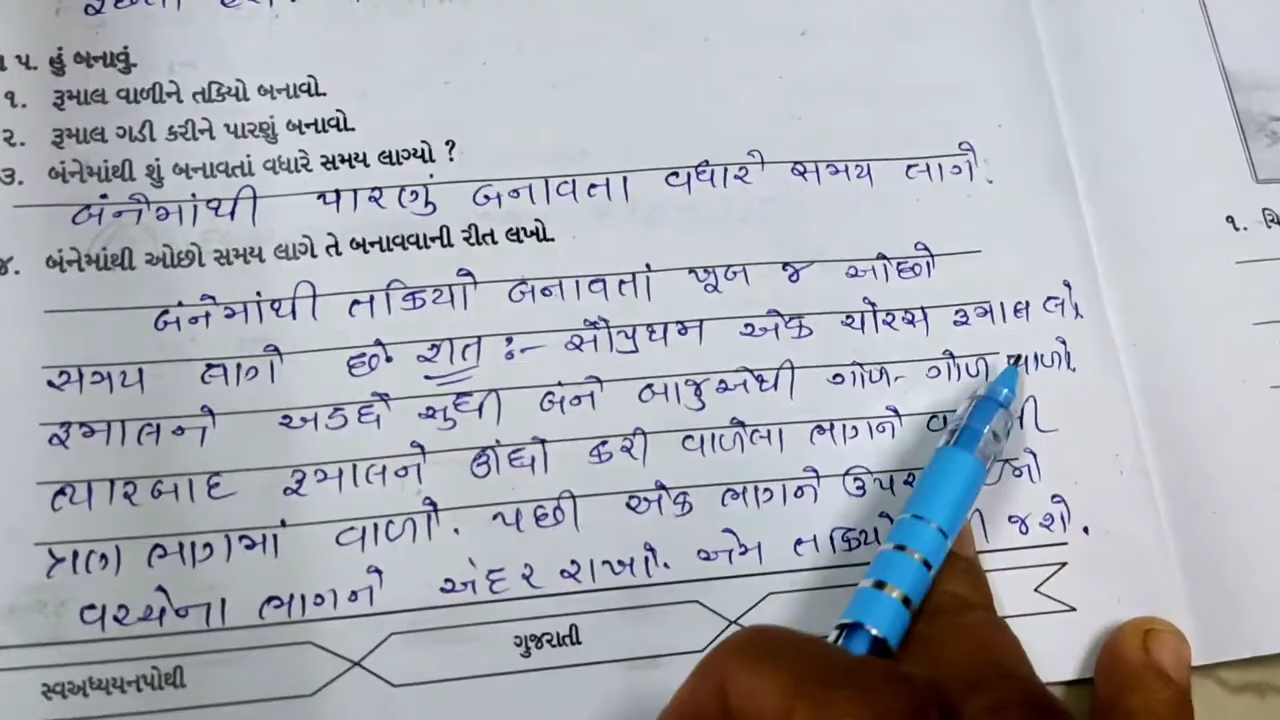 ૫. હું બનાવું.
૧. રૂમાલ વાળીને તકિયો બનાવો.
૨. રૂમાલ ગડી કરીને પારણું બનાવો.
૩. બંનેમાંથી શું બનાવતાં વધારે સમય લાગ્યો ?
બંનેમાંથી પારણું બનાવતા વધારે સમય લાગે.
૪. બંનેમાંથી ઓછો સમય લાગે તે બનાવવાની રીત લખો.
બંનેમાંથી તકિયો બનાવતાં ખૂબ જ ઓછો
સમય લાગે છે. રીત :- સૌપ્રથમ એક ચોરસ રૂમાલ લો.
રૂમાલને અડધે સુધી બંને બાજુએથી ગોળ- ગોળ વાળો.
ત્યારબાદ રૂમાલને ઊંધો કરી વાળેલા ભાગને
ત્રણ ભાગમાં વાળો. પછી એક ભાગને ઉપર
વચ્ચેના ભાગને અંદર રાખો. એમ તકિયો જશે.
ગુજરાતી
સ્વઅધ્યયનપોથી
૧.